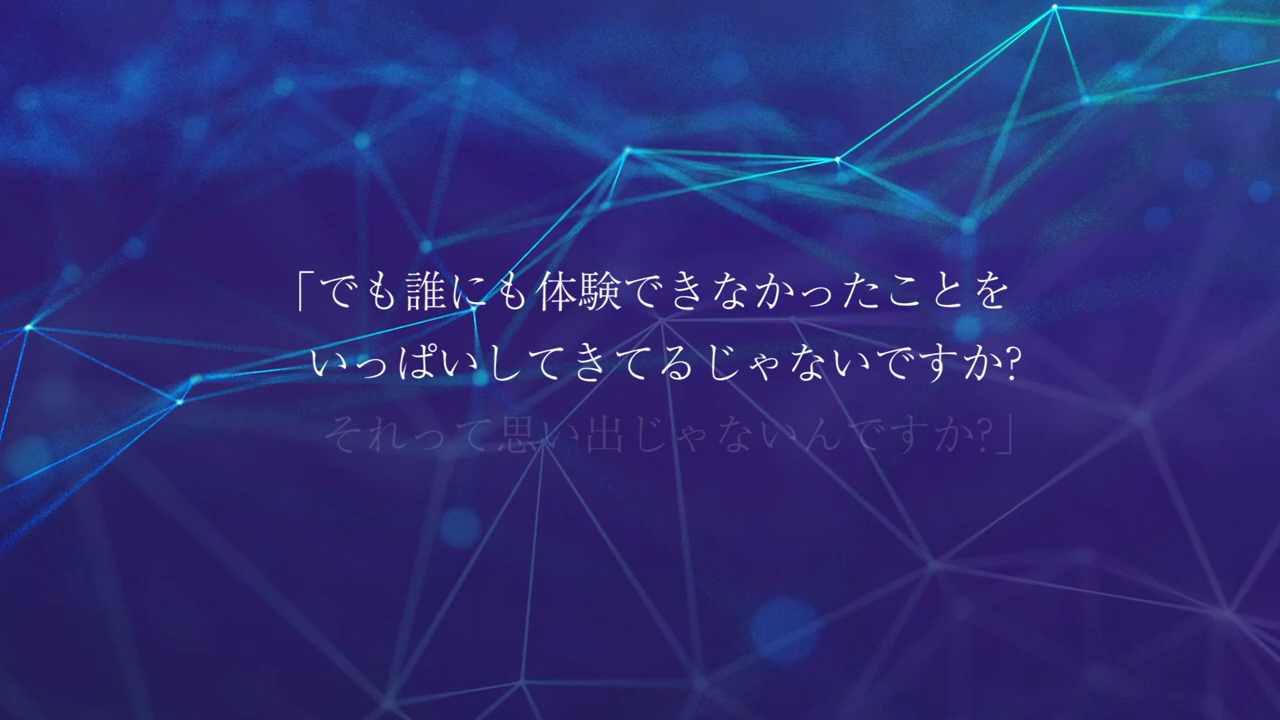 「でも誰にも体験できなかったことを
いっぱいしてきてるじゃないですか?
それって思い出じゃないんですか?」